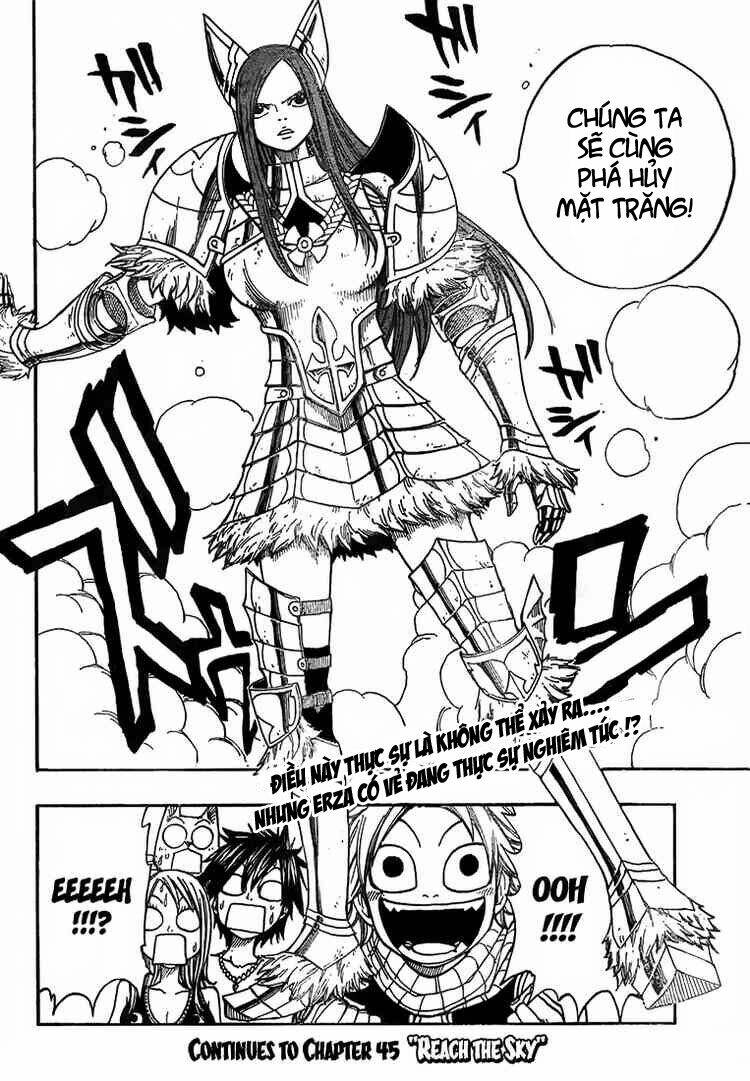 CHÚNG TA
SẼ CÙNG
PHÁ HỦY
MẶT TRĂNG!
ĐIỀU NÀY THỰC SỰ LÀ KHÔNG THỂ XẢY RA....
NHƯNG ERZA CÓ VẺ ĐANG THỰC SỰ NGHIÊM TÚC !?
EEEEEH
!!!?
OOH
!!!!
CONTINUES TO CHAPTER 45 "REACH THE SKY"